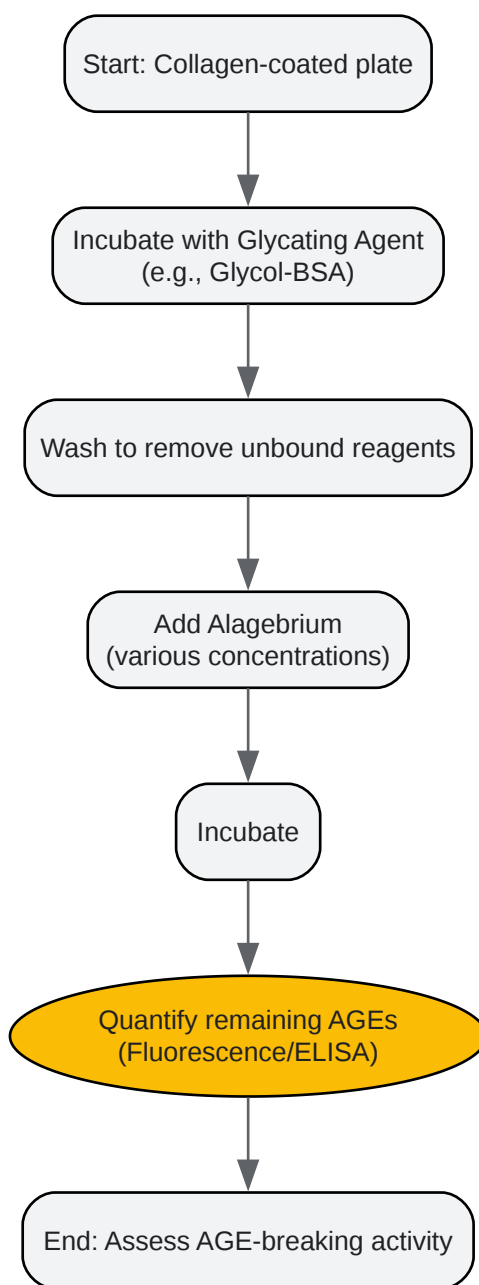 Start: Collagen-coated plate
Incubate with Glycating Agent
(e.g., Glycol-BSA)
Wash to remove unbound reagents
Add Alagebrium
(various concentrations)
Incubate
Quantify remaining AGEs
(Fluorescence/ELISA)
End: Assess AGE-breaking activity